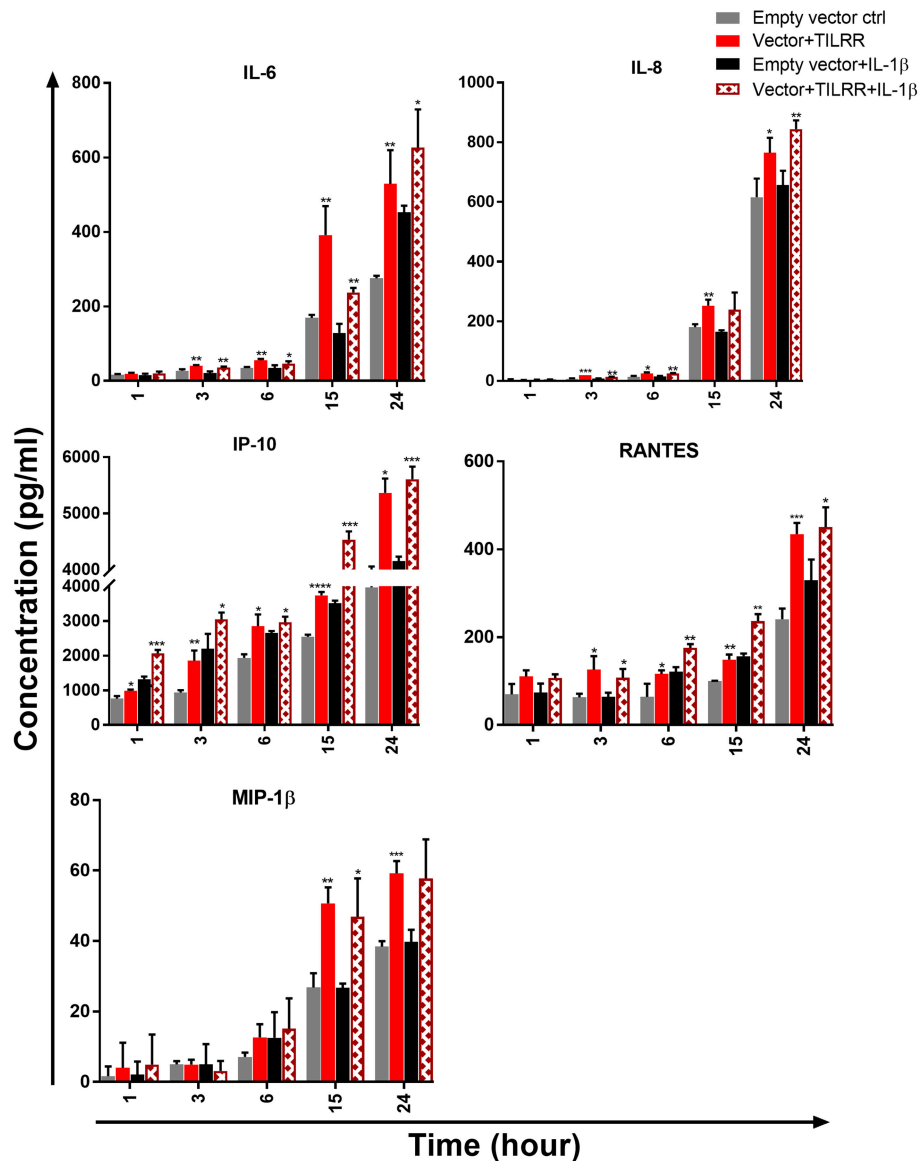 Empty vector ctrl
Vector+TILRR
Empty vector+IL-1β
Vector+TILRR+IL-1β
Concentration (pg/ml)
IL-6
800
600
400
200
0
** ** ** * ** ** ** *
1 3 6 15 24
IL-8
1000
800
600
400
200
0
*** ** * ** ** * **
1 3 6 15 24
IP-10
6000
5000
4000
4000
3000
2000
1000
0
* *** ** * * * **** *** * ***
1 3 6 15 24
RANTES
600
400
200
0
* * * ** ** ** *** *
1 3 6 15 24
MIP-1β
80
60
40
20
0
** * ***
1 3 6 15 24
Time (hour)